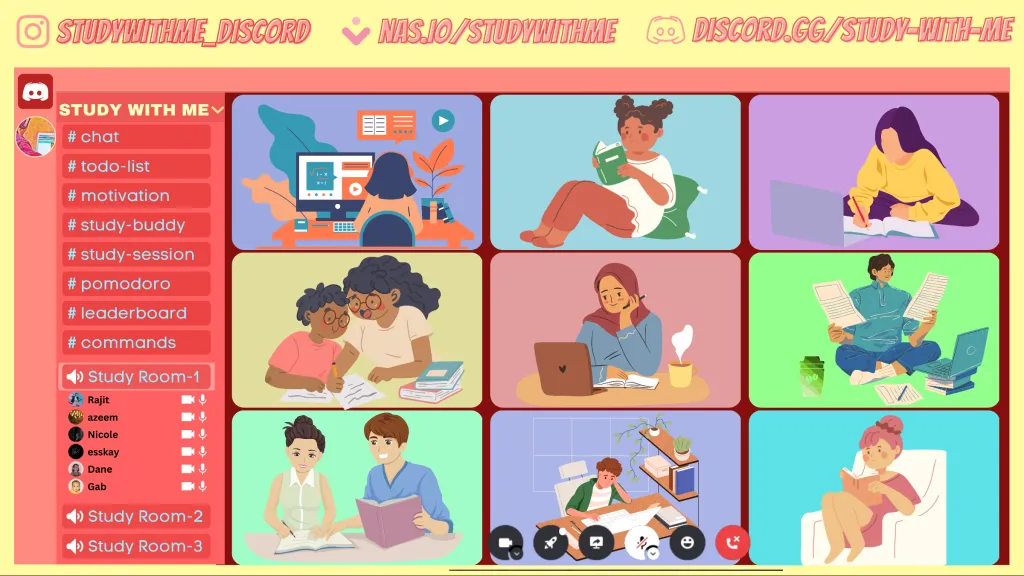 STUDYWITHME_DISCORD
NAS.IO/STUDYWITHME
DISCORD.GG/STUDY-WITH-ME
STUDY WITH ME
# chat
# todo-list
# motivation
# study-buddy
# study-session
# pomodoro
# leaderboard
# commands
Study Room-1
Rajit
azeem
Nicole
esskay
Dane
Gab
Study Room-2
Study Room-3